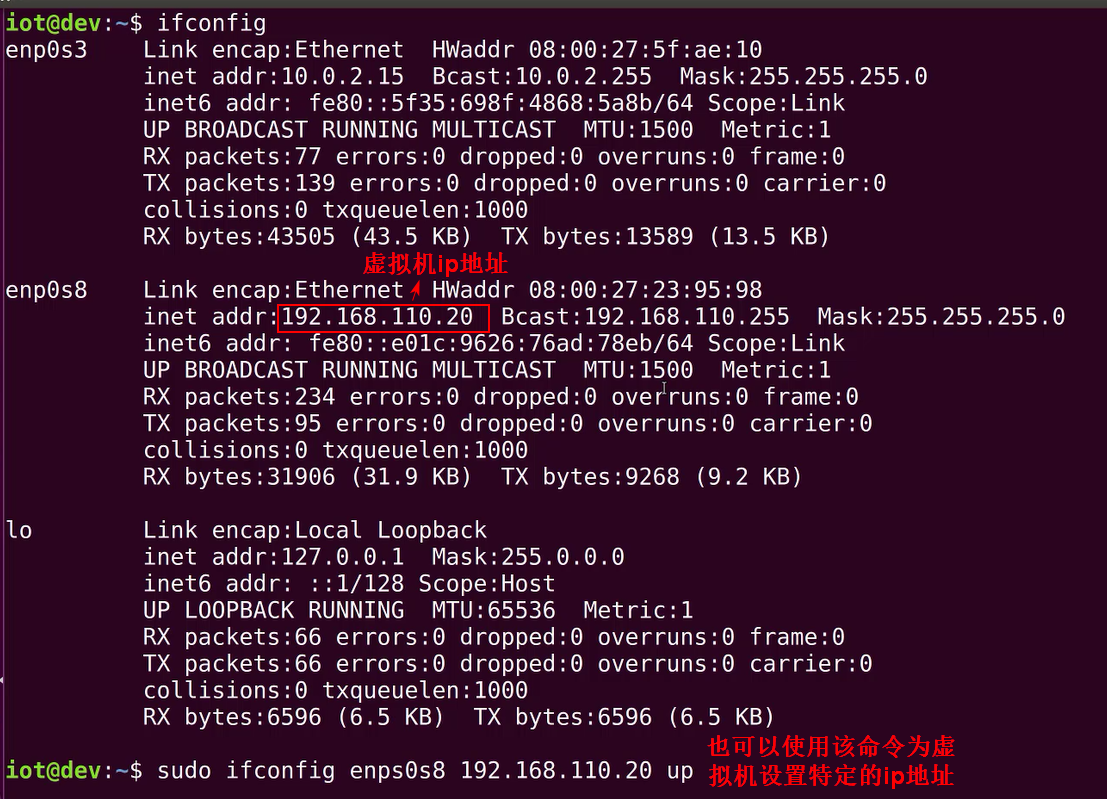 iot@dev:~$ ifconfig
enp0s3    Link encap:Ethernet  HWaddr 08:00:27:5f:ae:10
          inet addr:10.0.2.15  Bcast:10.0.2.255  Mask:255.255.255.0
          inet6 addr: fe80::5f35:698f:4868:5a8b/64 Scope:Link
          UP BROADCAST RUNNING MULTICAST  MTU:1500  Metric:1
          RX packets:77 errors:0 dropped:0 overruns:0 frame:0
          TX packets:139 errors:0 dropped:0 overruns:0 carrier:0
          collisions:0 txqueuelen:1000
          RX bytes:43505 (43.5 KB)  TX bytes:13589 (13.5 KB)
虚拟机ip地址
enp0s8    Link encap:Ethernet  HWaddr 08:00:27:23:95:98
          inet addr:192.168.110.20  Bcast:192.168.110.255  Mask:255.255.255.0
          inet6 addr: fe80::e01c:9626:76ad:78eb/64 Scope:Link
          UP BROADCAST RUNNING MULTICAST  MTU:1500  Metric:1
          RX packets:234 errors:0 dropped:0 overruns:0 frame:0
          TX packets:95 errors:0 dropped:0 overruns:0 carrier:0
          collisions:0 txqueuelen:1000
          RX bytes:31906 (31.9 KB)  TX bytes:9268 (9.2 KB)
lo        Link encap:Local Loopback
          inet addr:127.0.0.1  Mask:255.0.0.0
          inet6 addr: ::1/128 Scope:Host
          UP LOOPBACK RUNNING  MTU:65536  Metric:1
          RX packets:66 errors:0 dropped:0 overruns:0 frame:0
          TX packets:66 errors:0 dropped:0 overruns:0 carrier:0
          collisions:0 txqueuelen:1000
          RX bytes:6596 (6.5 KB)  TX bytes:6596 (6.5 KB)
iot@dev:~$ sudo ifconfig enps0s8 192.168.110.20 up
也可以使用该命令为虚
拟机设置特定的ip地址